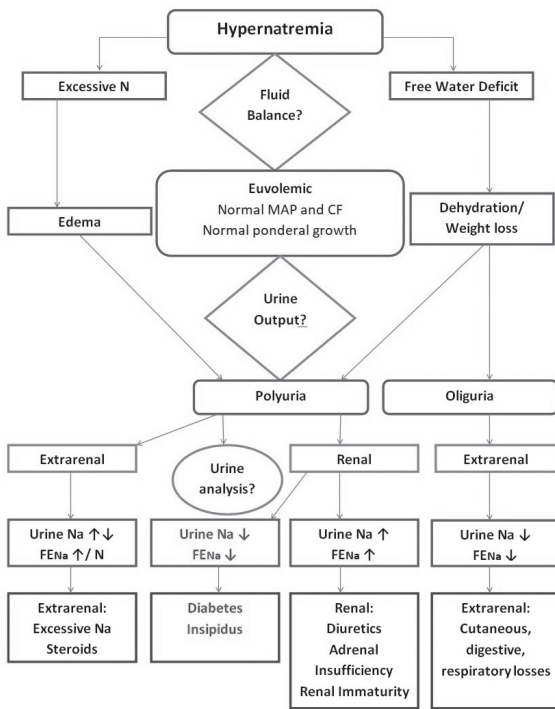 Hypernatremia
Excessive N
Fluid
Balance?
Free Water Deficit
Euvolemic
Normal MAP and CF
Normal ponderal growth
Edema
Dehydration/
Weight loss
Urine
Output?
Polyuria
Oliguria
Extrarenal
Urine
analysis?
Renal
Extrarenal
Urine Na ↑↓
FENa ↑/ N
Urine Na ↓
FENa ↓
Urine Na ↑
FENa ↑
Urine Na ↓
FENa ↓
Extrarenal:
Excessive Na
Steroids
Diabetes
Insipidus
Renal:
Diuretics
Adrenal
Insufficiency
Renal Immaturity
Extrarenal:
Cutaneous,
digestive,
respiratory losses